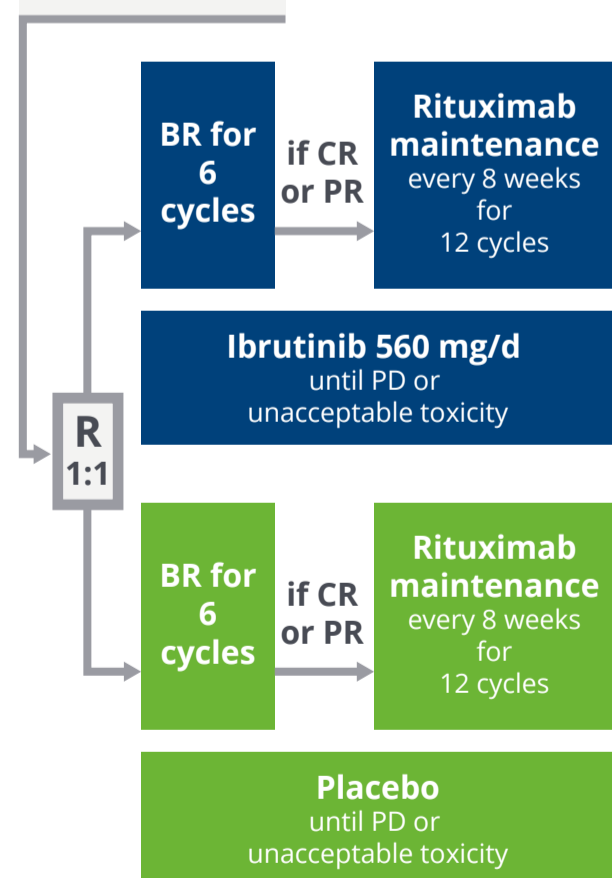 BR for
6
cycles
if CR
or PR
Rituximab
maintenance
every 8 weeks
for
12 cycles
Ibrutinib 560 mg/d
until PD or
unacceptable toxicity
R
1:1
BR for
6
cycles
if CR
or PR
Rituximab
maintenance
every 8 weeks
for
12 cycles
Placebo
until PD or
unacceptable toxicity